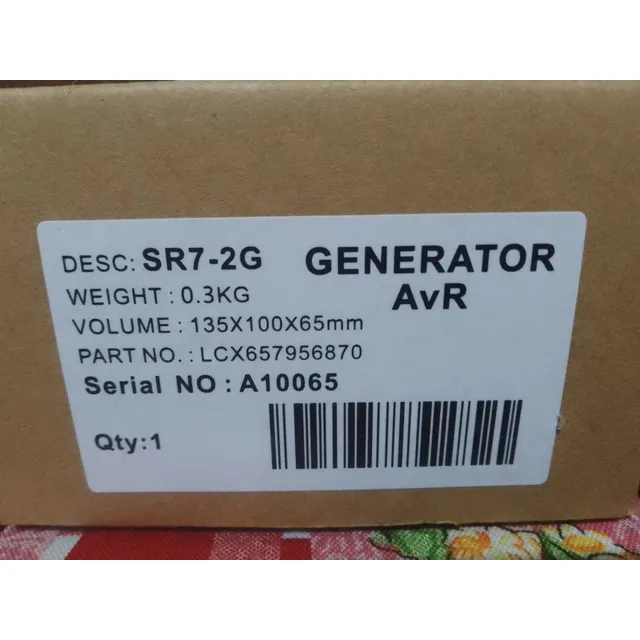 DESC: SR7-2G
GENERATOR
AvR
WEIGHT : 0.3KG
VOLUME : 135X100X65mm
PART NO. : LCX657956870
Serial NO : A10065
Qty:1